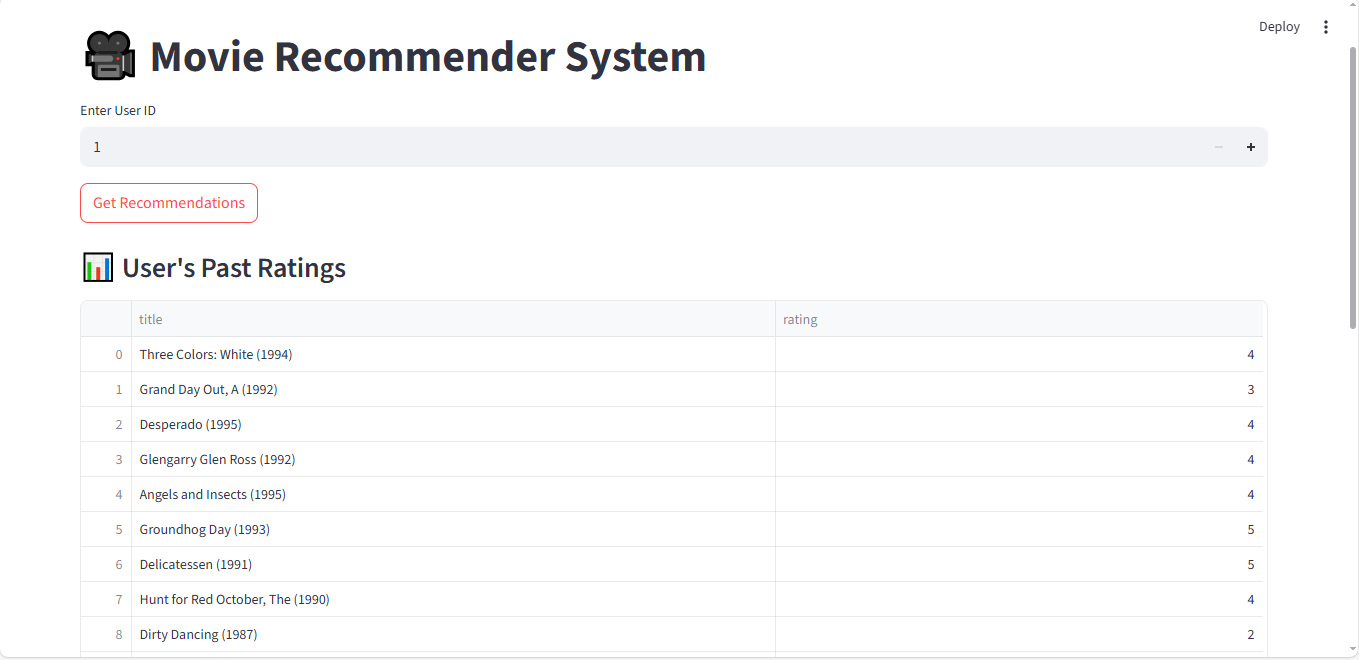 Deploy
Movie Recommender System
Enter User ID
1
Get Recommendations
User's Past Ratings
title rating
0 Three Colors: White (1994) 4
1 Grand Day Out, A (1992) 3
2 Desperado (1995) 4
3 Glengarry Glen Ross (1992) 4
4 Angels and Insects (1995) 4
5 Groundhog Day (1993) 5
6 Delicatessen (1991) 5
7 Hunt for Red October, The (1990) 4
8 Dirty Dancing (1987) 2